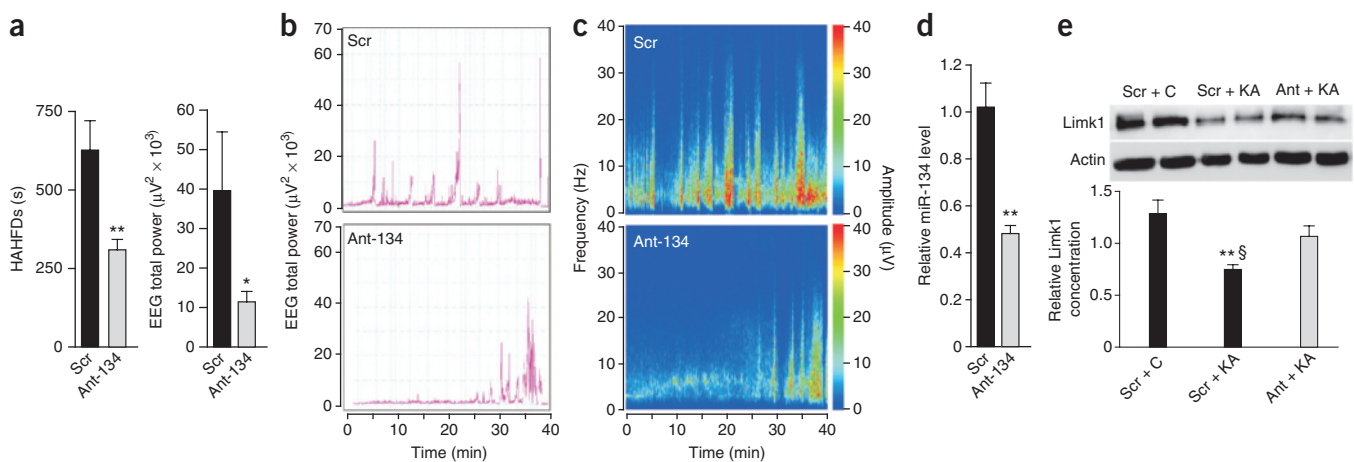 a
HAHFDs (s)
750
500
250
0
**
Scr
Ant-134
EEG total power (µV² × 10³)
60
50
40
30
20
10
0
*
Scr
Ant-134
b
EEG total power (µV² × 10³)
70
60
40
20
0
Scr
70
60
40
20
0
Ant-134
0 10 20 30 40
Time (min)
c
Frequency (Hz)
40
30
20
10
0
Scr
40
30
20
10
0
Amplitude (µV)
40
30
20
10
0
Ant-134
40
30
20
10
0
0 10 20 30 40
Time (min)
d
Relative miR-134 level
1.2
1.0
0.8
0.6
0.4
0.2
0
**
Scr
Ant-134
e
Scr + C Scr + KA Ant + KA
Limk1
Actin
Relative Limk1
concentration
1.5
1.0
0.5
0
** §
Scr + C
Scr + KA
Ant + KA